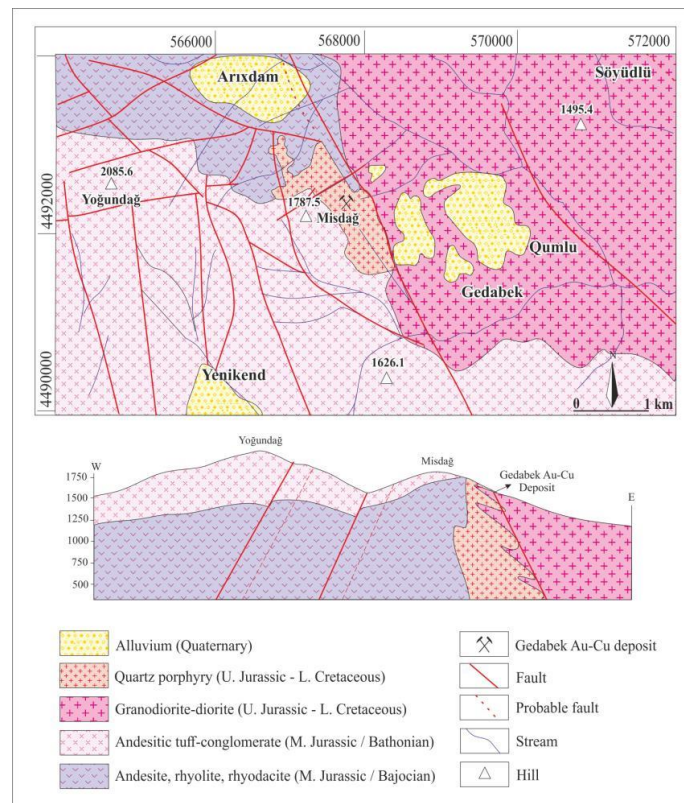 566000 568000 570000 572000
Arıxdam
Söyüdlü
1495.4
2085.6
Yoğundağ
4492000
1787.5
Misdağ
Qumlu
Gedabek
4490000
Yenikend
1626.1
N
0 1 km
Yoğundağ
Misdağ
Gedabek Au-Cu
Deposit
W
E
1750
1500
1250
1000
750
500
Alluvium (Quaternary)
Quartz porphyry (U. Jurassic - L. Cretaceous)
Granodiorite-diorite (U. Jurassic - L. Cretaceous)
Andesitic tuff-conglomerate (M. Jurassic / Bathonian)
Andesite, rhyolite, rhyodacite (M. Jurassic / Bajocian)
Gedabek Au-Cu deposit
Fault
Probable fault
Stream
Hill